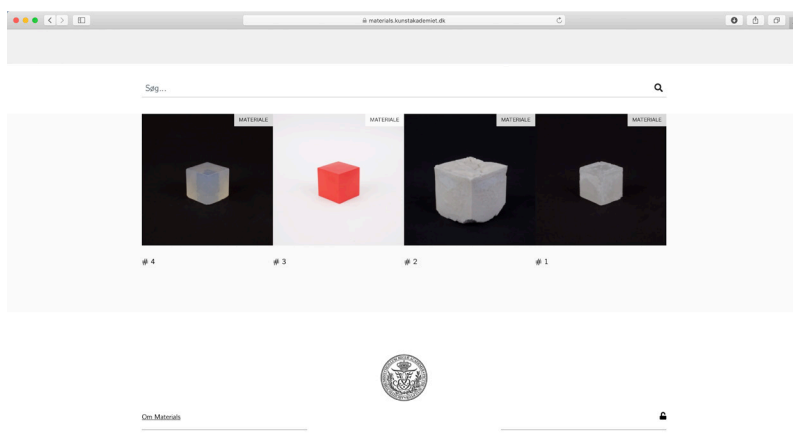 materials.kunstakademiet.dk
Søg...
MATERIALE MATERIALE MATERIALE MATERIALE
# 4 # 3 # 2 # 1
Om Materials